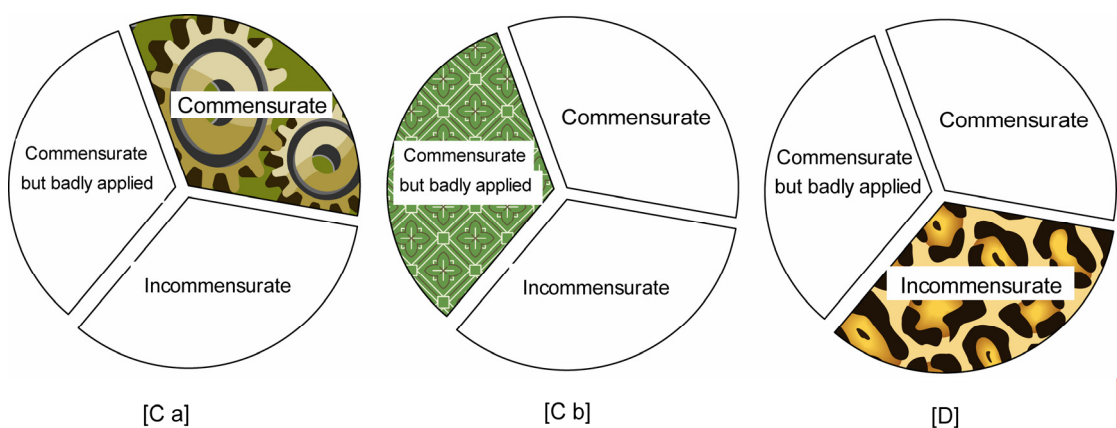 Commensurate
Commensurate
but badly applied
Incommensurate
[C a]
Commensurate
Commensurate
but badly applied
Incommensurate
[C b]
Commensurate
Commensurate
but badly applied
Incommensurate
[D]